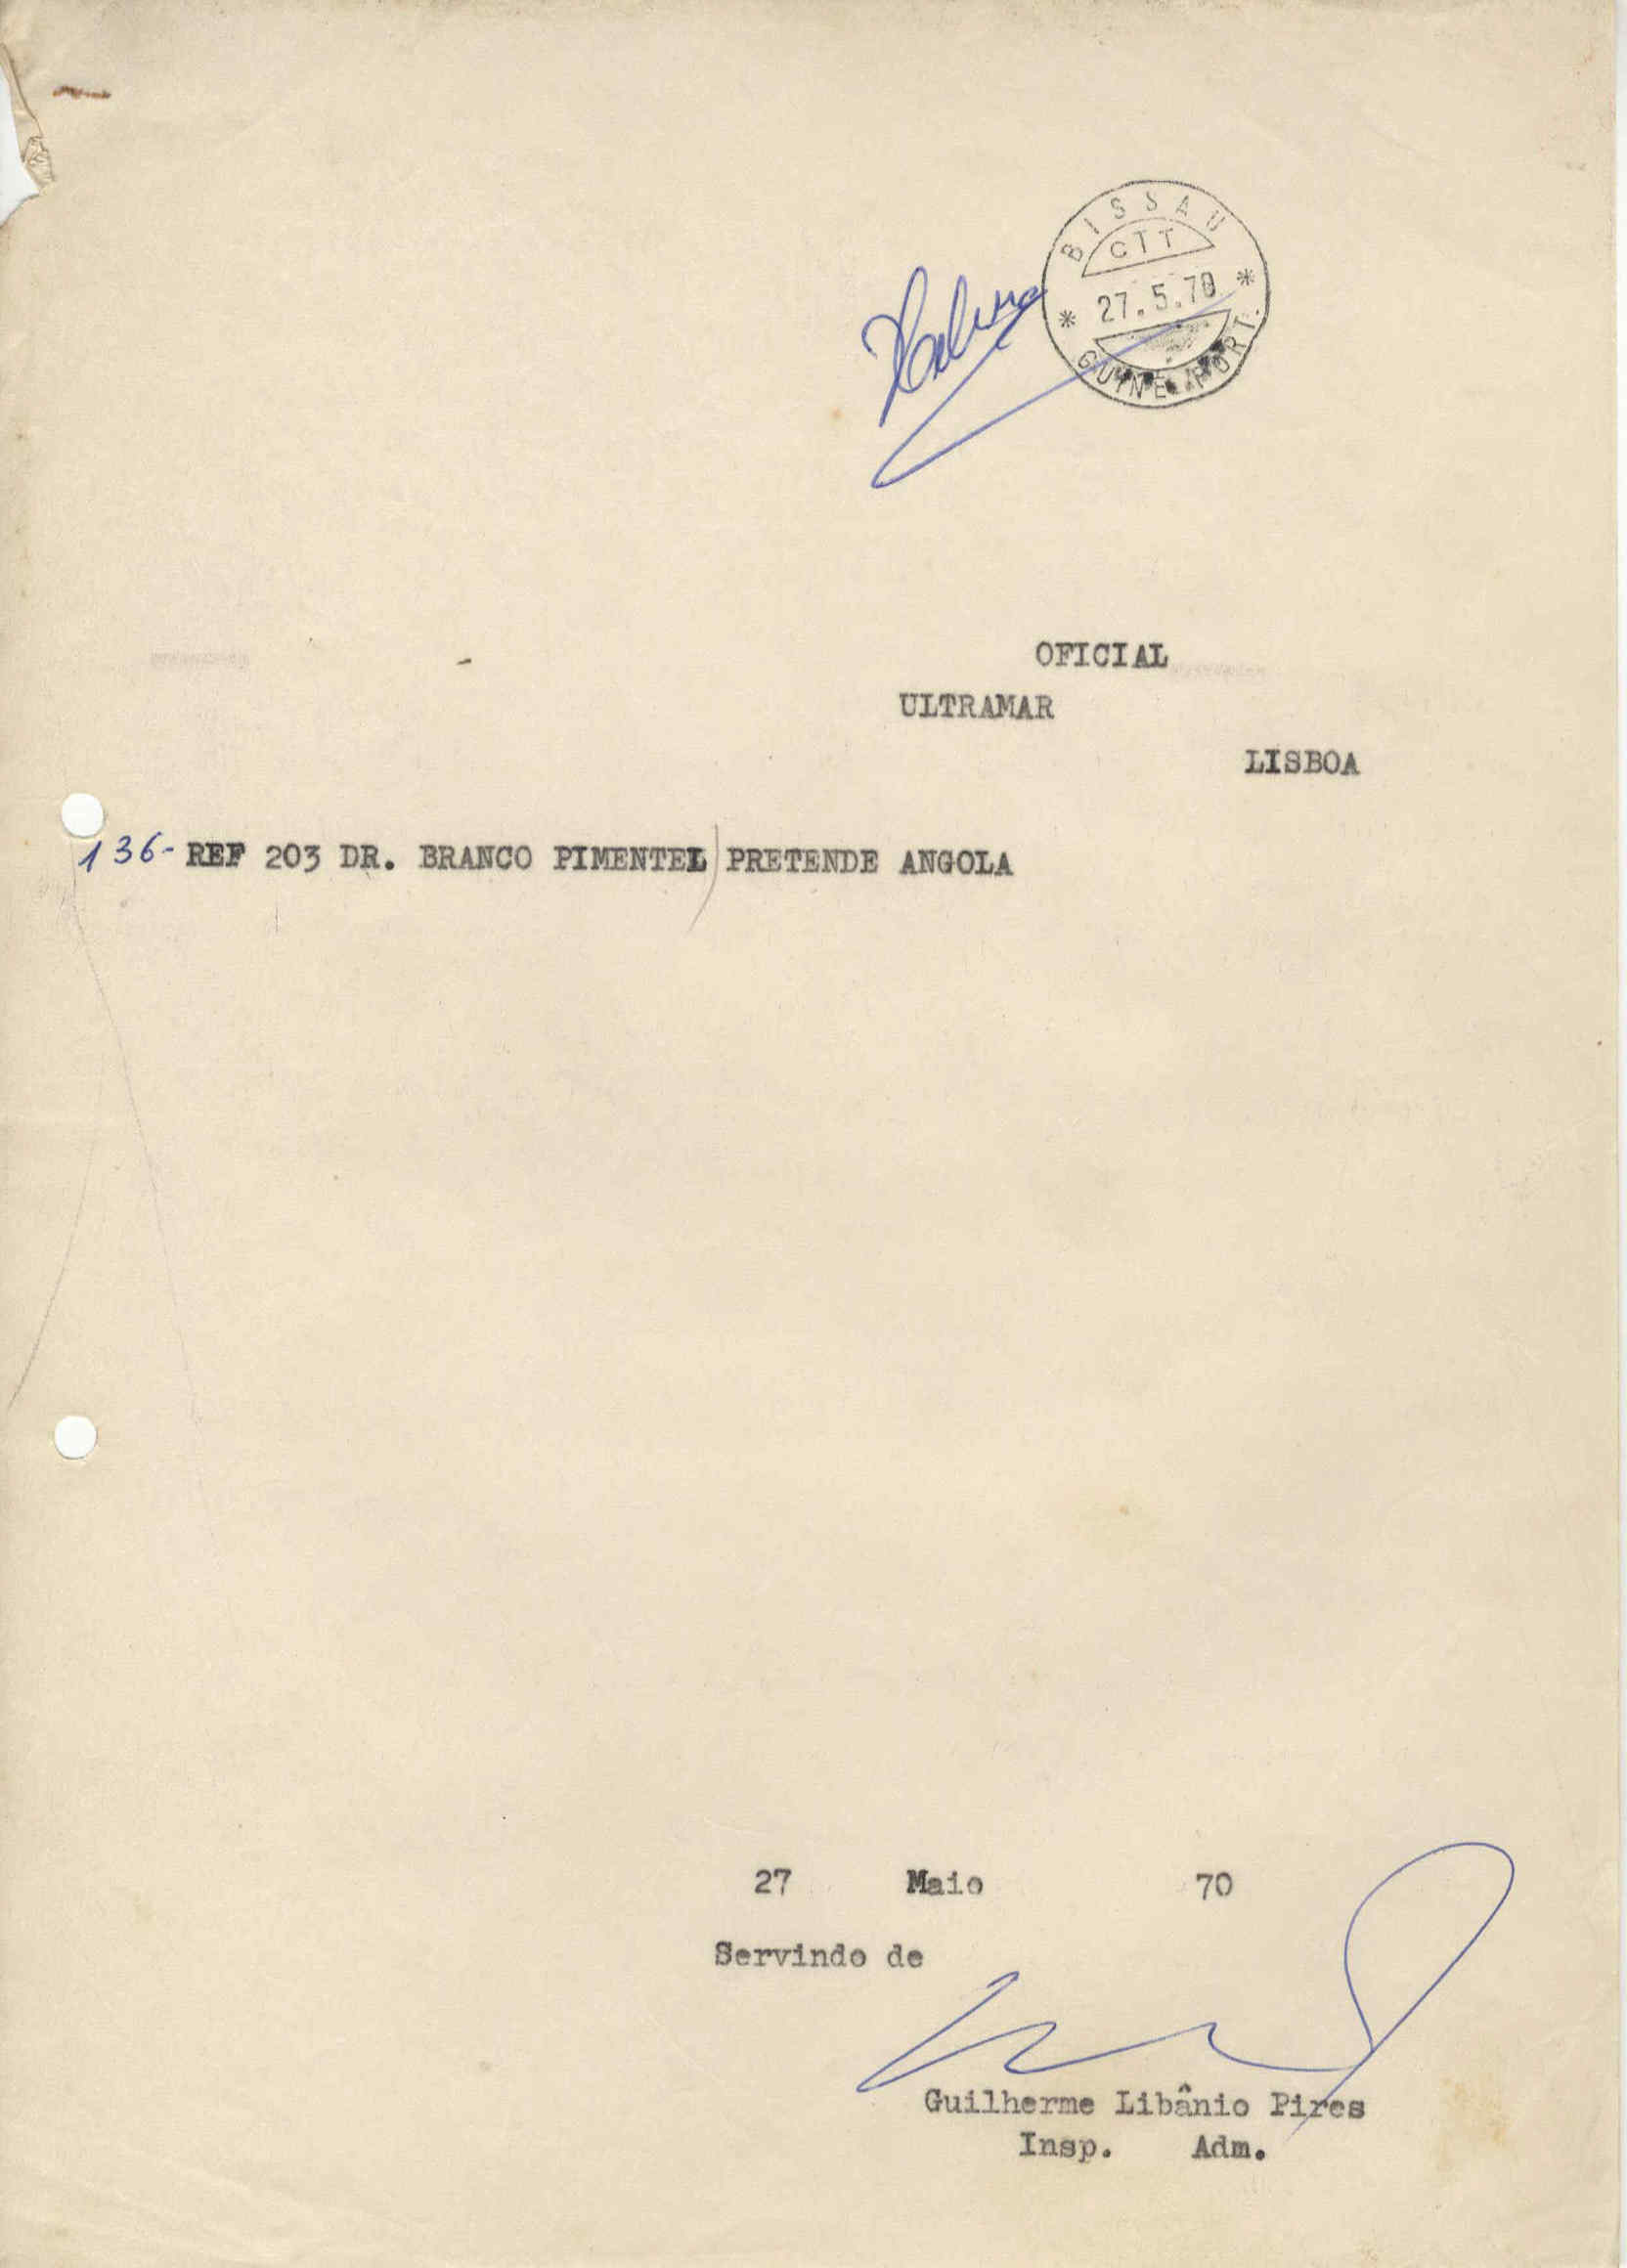 BISSAU
CTT
* 27.5.70 *
GUINÉ PORT.
OFICIAL
ULTRAMAR
LISBOA
136- REF 203 DR. BRANCO PIMENTEL/PRETENDE ANGOLA
27 Maio 70
Servindo de
Guilherme Libânio Pires
Insp. Adm.